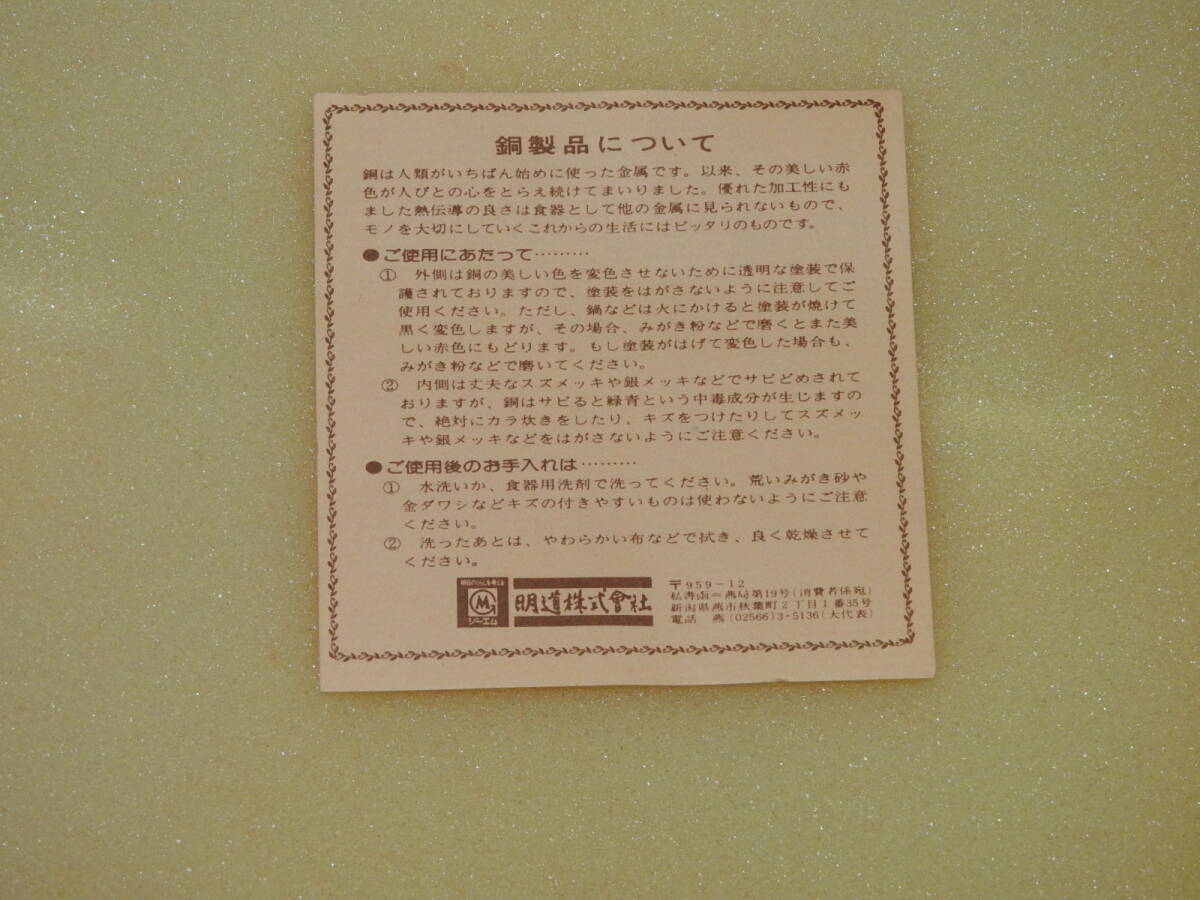 銅製品について
銅は人類がいちばん始めに使った金属です。以来、その美しい赤
色が人びとの心をとらえ続けてまいりました。優れた加工性にも
ました熱伝導の良さは食器として他の金属に見られないもので、
モノを大切にしていくこれからの生活にはピッタリのものです。
●ご使用にあたって………
① 外側は銅の美しい色を変色させないために透明な塗装で保
護されておりますので、塗装をはがさないように注意してご
使用ください。ただし、鍋などは火にかけると塗装が焼けて
黒く変色しますが、その場合、みがき粉などで磨くとまた美
しい赤色にもどります。もし塗装がはげて変色した場合も、
みがき粉などで磨いてください。
② 内側は丈夫なスズメッキや銀メッキなどでサビどめされて
おりますが、銅はサビると緑青という中毒成分が生じますの
で、絶対にカラ炊きをしたり、キズをつけたりしてスズメッ
キや銀メッキなどをはがさないようにご注意ください。
●ご使用後のお手入れは………
① 水洗いか、食器用洗剤で洗ってください。荒いみがき砂や
金ダワシなどキズの付きやすいものは使わないようにご注意
ください。
② 洗ったあとは、やわらかい布などで拭き、良く乾燥させて
ください。
M
シーエム
明道株式會社
〒959-12
私書函=燕局第19号(消費者係宛)
新潟県燕市秋葉町2丁目1番35号
電話 燕(02566)3-5136(大代表)